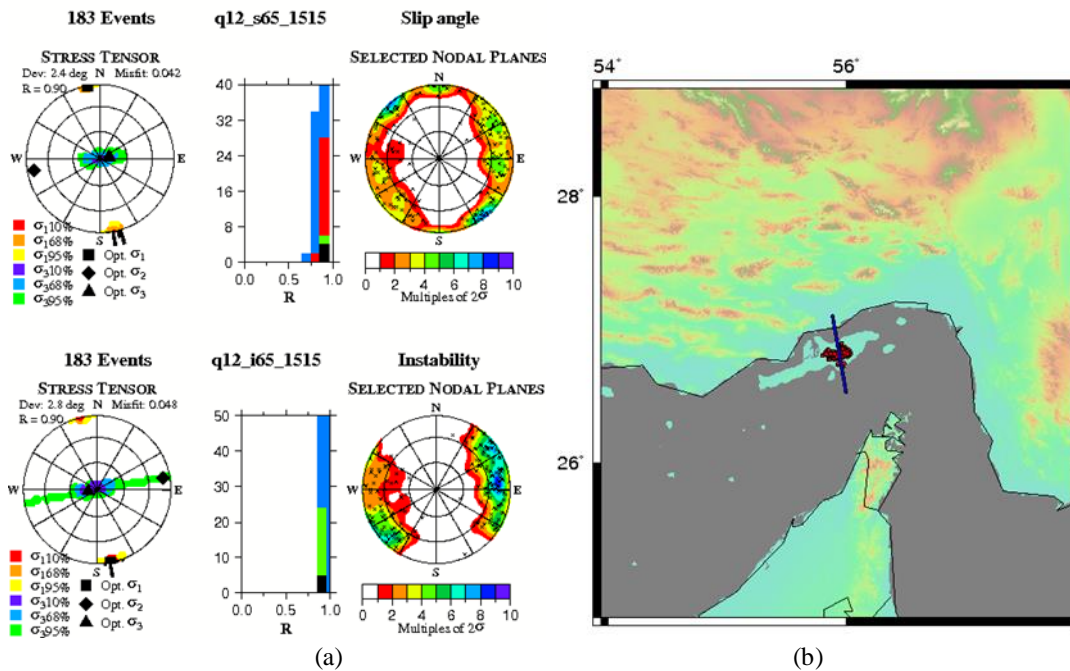 183 Events q12_s65_1515 Slip angle
STRESS TENSOR
Dev: 2.4 deg N Misfit: 0.042
R = 0.90
W E
S
σ110%
σ168%
σ195%
σ310%
σ368%
σ395%
Opt. σ1
Opt. σ2
Opt. σ3
40
32
24
16
8
0
0.0 0.5 1.0
R
SELECTED NODAL PLANES
N
W E
S
0 2 4 6 8 10
Multiples of 2σ
183 Events q12_i65_1515 Instability
STRESS TENSOR
Dev: 2.8 deg N Misfit: 0.048
R = 0.90
W E
S
σ110%
σ168%
σ195%
σ310%
σ368%
σ395%
Opt. σ1
Opt. σ2
Opt. σ3
50
40
30
20
10
0
0.0 0.5 1.0
R
SELECTED NODAL PLANES
N
W E
S
0 2 4 6 8 10
Multiples of 2σ
(a)
54° 56°
28°
26°
(b)